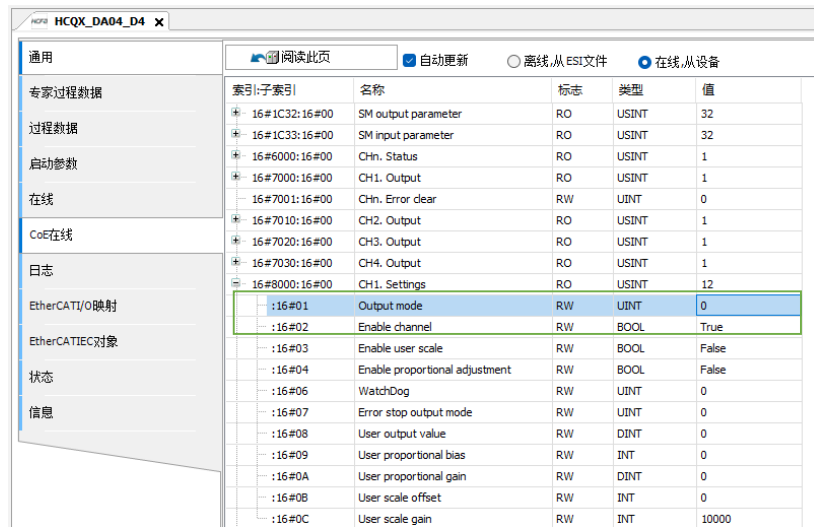 HCFA HCQX_DA04_D4 x
通用
专家过程数据
过程数据
启动参数
在线
CoE在线
日志
EtherCATI/O映射
EtherCATIEC对象
状态
信息
阅读此页 自动更新 离线,从 ESI文件 在线,从设备
索引:子索引 名称 标志 类型 值
16#1C32:16#00 SM output parameter RO USINT 32
16#1C33:16#00 SM input parameter RO USINT 32
16#6000:16#00 CHn. Status RO USINT 1
16#7000:16#00 CH1. Output RO USINT 1
16#7001:16#00 CHn. Error clear RW UINT 0
16#7010:16#00 CH2. Output RO USINT 1
16#7020:16#00 CH3. Output RO USINT 1
16#7030:16#00 CH4. Output RO USINT 1
16#8000:16#00 CH1. Settings RO USINT 12
:16#01 Output mode RW UINT 0
:16#02 Enable channel RW BOOL True
:16#03 Enable user scale RW BOOL False
:16#04 Enable proportional adjustment RW BOOL False
:16#06 WatchDog RW UINT 0
:16#07 Error stop output mode RW UINT 0
:16#08 User output value RW DINT 0
:16#09 User proportional bias RW INT 0
:16#0A User proportional gain RW DINT 0
:16#0B User scale offset RW INT 0
:16#0C User scale gain RW INT 10000